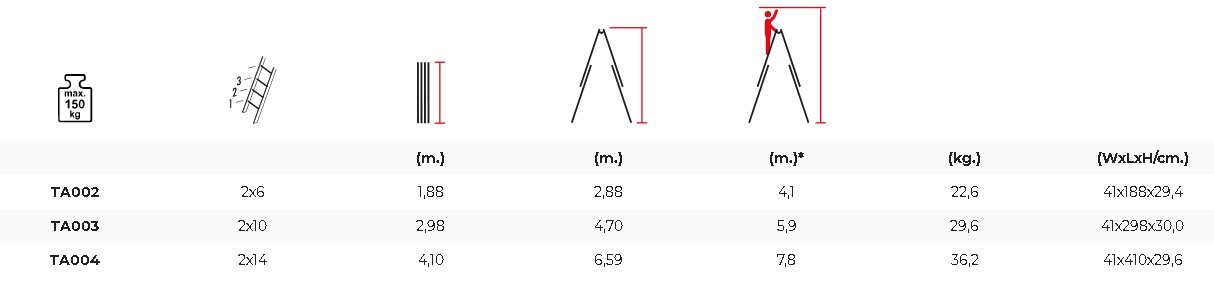 max.
150
kg
3
2
1
(m.) (m.) (m.)* (kg.) (WxLxH/cm.)
TA002 2x6 1,88 2,88 4,1 22,6 41x188x29,4
TA003 2x10 2,98 4,70 5,9 29,6 41x298x30,0
TA004 2x14 4,10 6,59 7,8 36,2 41x410x29,6